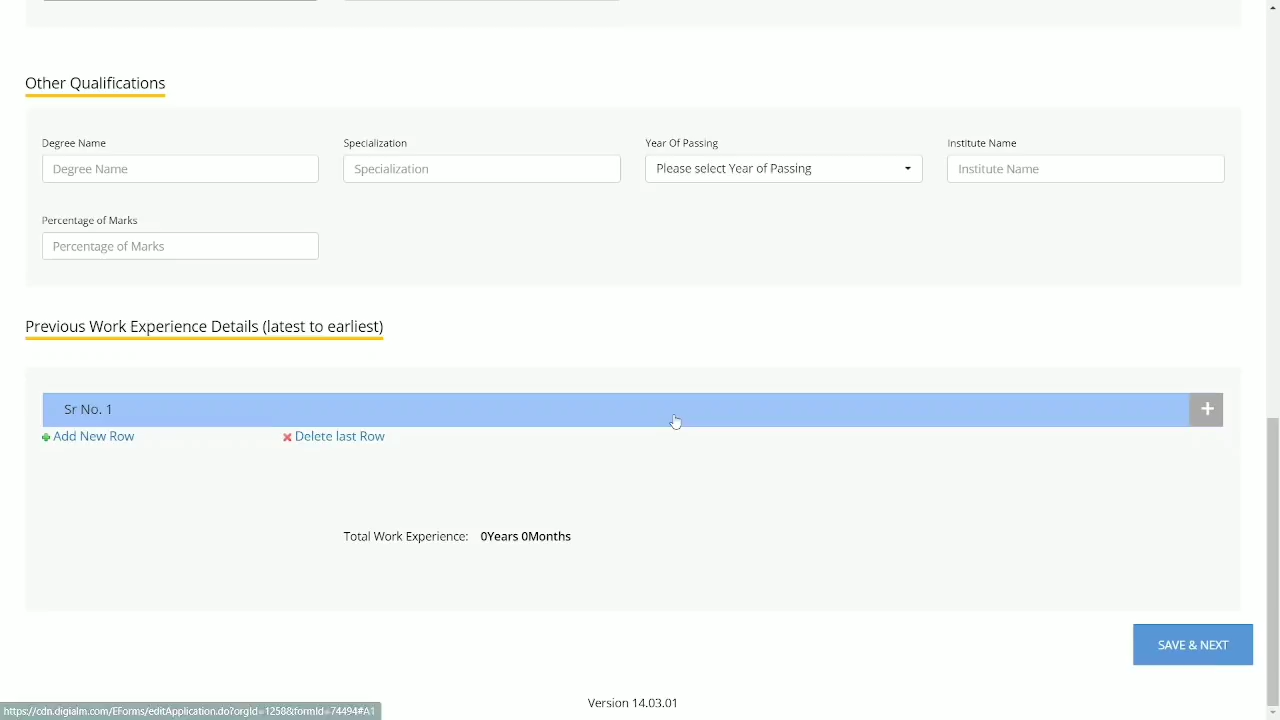 Other Qualifications
Degree Name Specialization Year Of Passing Institute Name
Degree Name Specialization Please select Year of Passing Institute Name
Percentage of Marks
Percentage of Marks
Previous Work Experience Details (latest to earliest)
Sr No. 1 +
Add New Row Delete last Row
Total Work Experience: 0Years 0Months
SAVE & NEXT
Version 14.03.01
https://cdn.digialm.com/EForms/editApplication.do?orgId=1258&formId=74494#A1